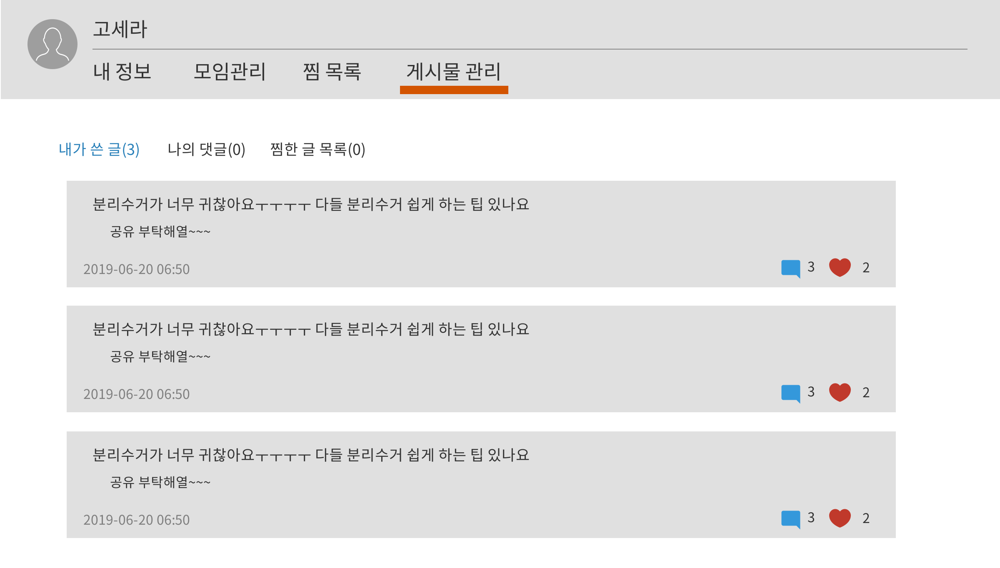 고세라
내 정보 모임관리 찜 목록 게시물 관리
내가 쓴 글(3) 나의 댓글(0) 찜한 글 목록(0)
분리수거가 너무 귀찮아요ㅜㅜㅜㅜ 다들 분리수거 쉽게 하는 팁 있나요
공유 부탁해열~~~
2019-06-20 06:50 3 2
분리수거가 너무 귀찮아요ㅜㅜㅜㅜ 다들 분리수거 쉽게 하는 팁 있나요
공유 부탁해열~~~
2019-06-20 06:50 3 2
분리수거가 너무 귀찮아요ㅜㅜㅜㅜ 다들 분리수거 쉽게 하는 팁 있나요
공유 부탁해열~~~
2019-06-20 06:50 3 2